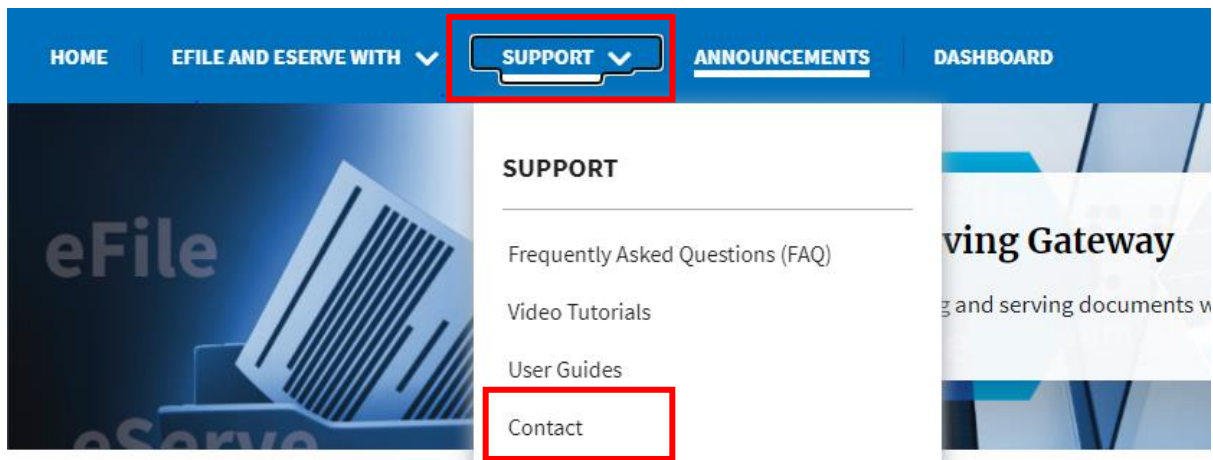 HOME EFILE AND ESERVE WITH SUPPORT ANNOUNCEMENTS DASHBOARD
SUPPORT
Frequently Asked Questions (FAQ)
Video Tutorials
User Guides
Contact
eFile
eServe
ving Gateway
g and serving documents w